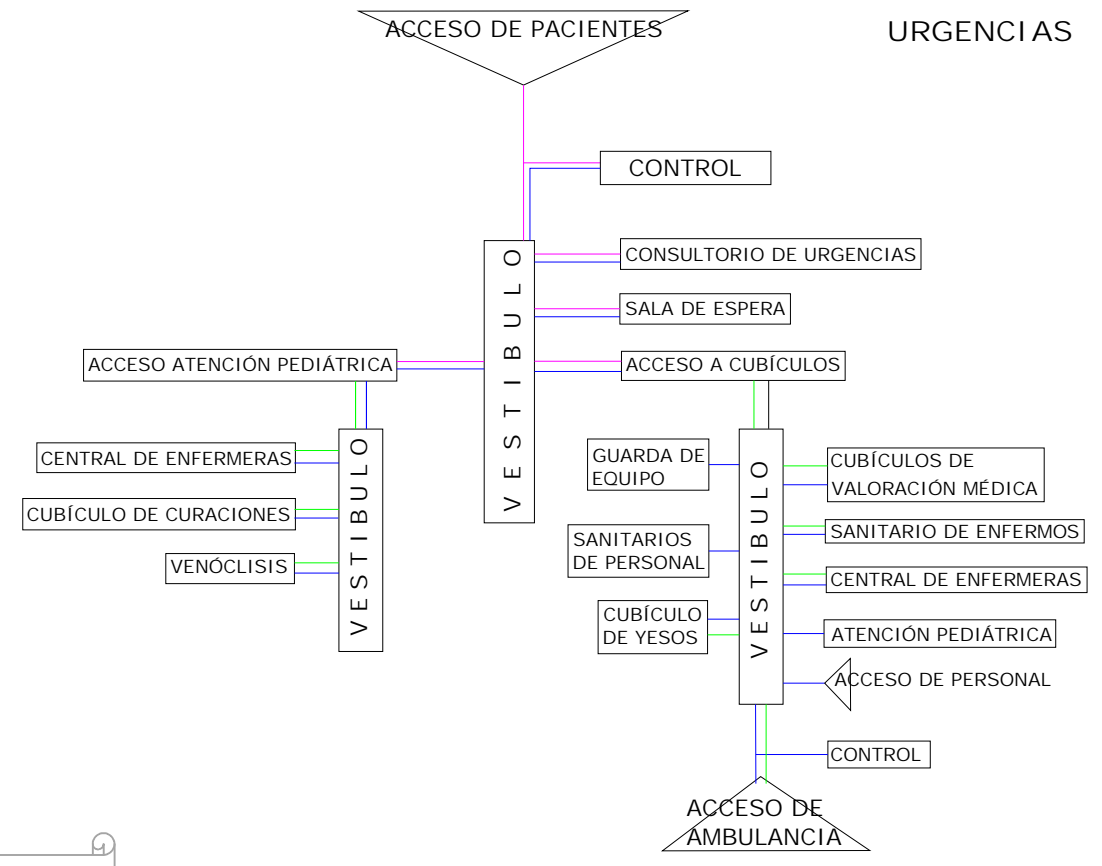 ACCESO DE PACIENTES
URGENCIAS
CONTROL
VESTIBULO
CONSULTORIO DE URGENCIAS
SALA DE ESPERA
ACCESO ATENCIÓN PEDIÁTRICA
ACCESO A CUBÍCULOS
VESTIBULO
CENTRAL DE ENFERMERAS
CUBÍCULO DE CURACIONES
VENÓCLISIS
VESTIBULO
GUARDA DE
EQUIPO
SANITARIOS
DE PERSONAL
CUBÍCULO
DE YESOS
CUBÍCULOS DE
VALORACIÓN MÉDICA
SANITARIO DE ENFERMOS
CENTRAL DE ENFERMERAS
ATENCIÓN PEDIÁTRICA
ACCESO DE PERSONAL
CONTROL
ACCESO DE
AMBULANCIA